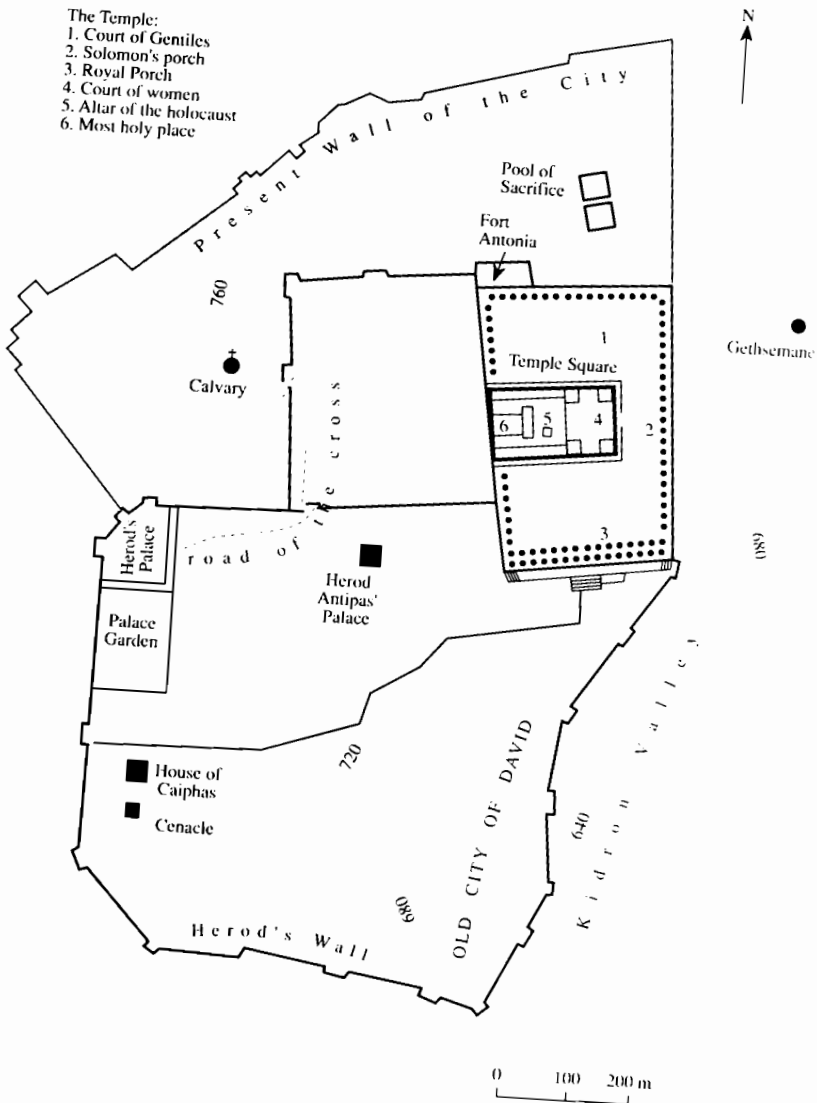 The Temple:
1. Court of Gentiles
2. Solomon's porch
3. Royal Porch
4. Court of women
5. Altar of the holocaust
6. Most holy place
N
Present Wall of the City
Pool of
Sacrifice
Fort
Antonia
760
1
Gethsemane
Temple Square
Calvary
6
5
4
2
road of the cross
3
680
Herod's
Palace
Herod
Antipas'
Palace
Palace
Garden
Kidron Valley
720
OLD CITY OF DAVID
House of
Caiphas
Cenacle
640
680
Herod's Wall
0
100
200 m